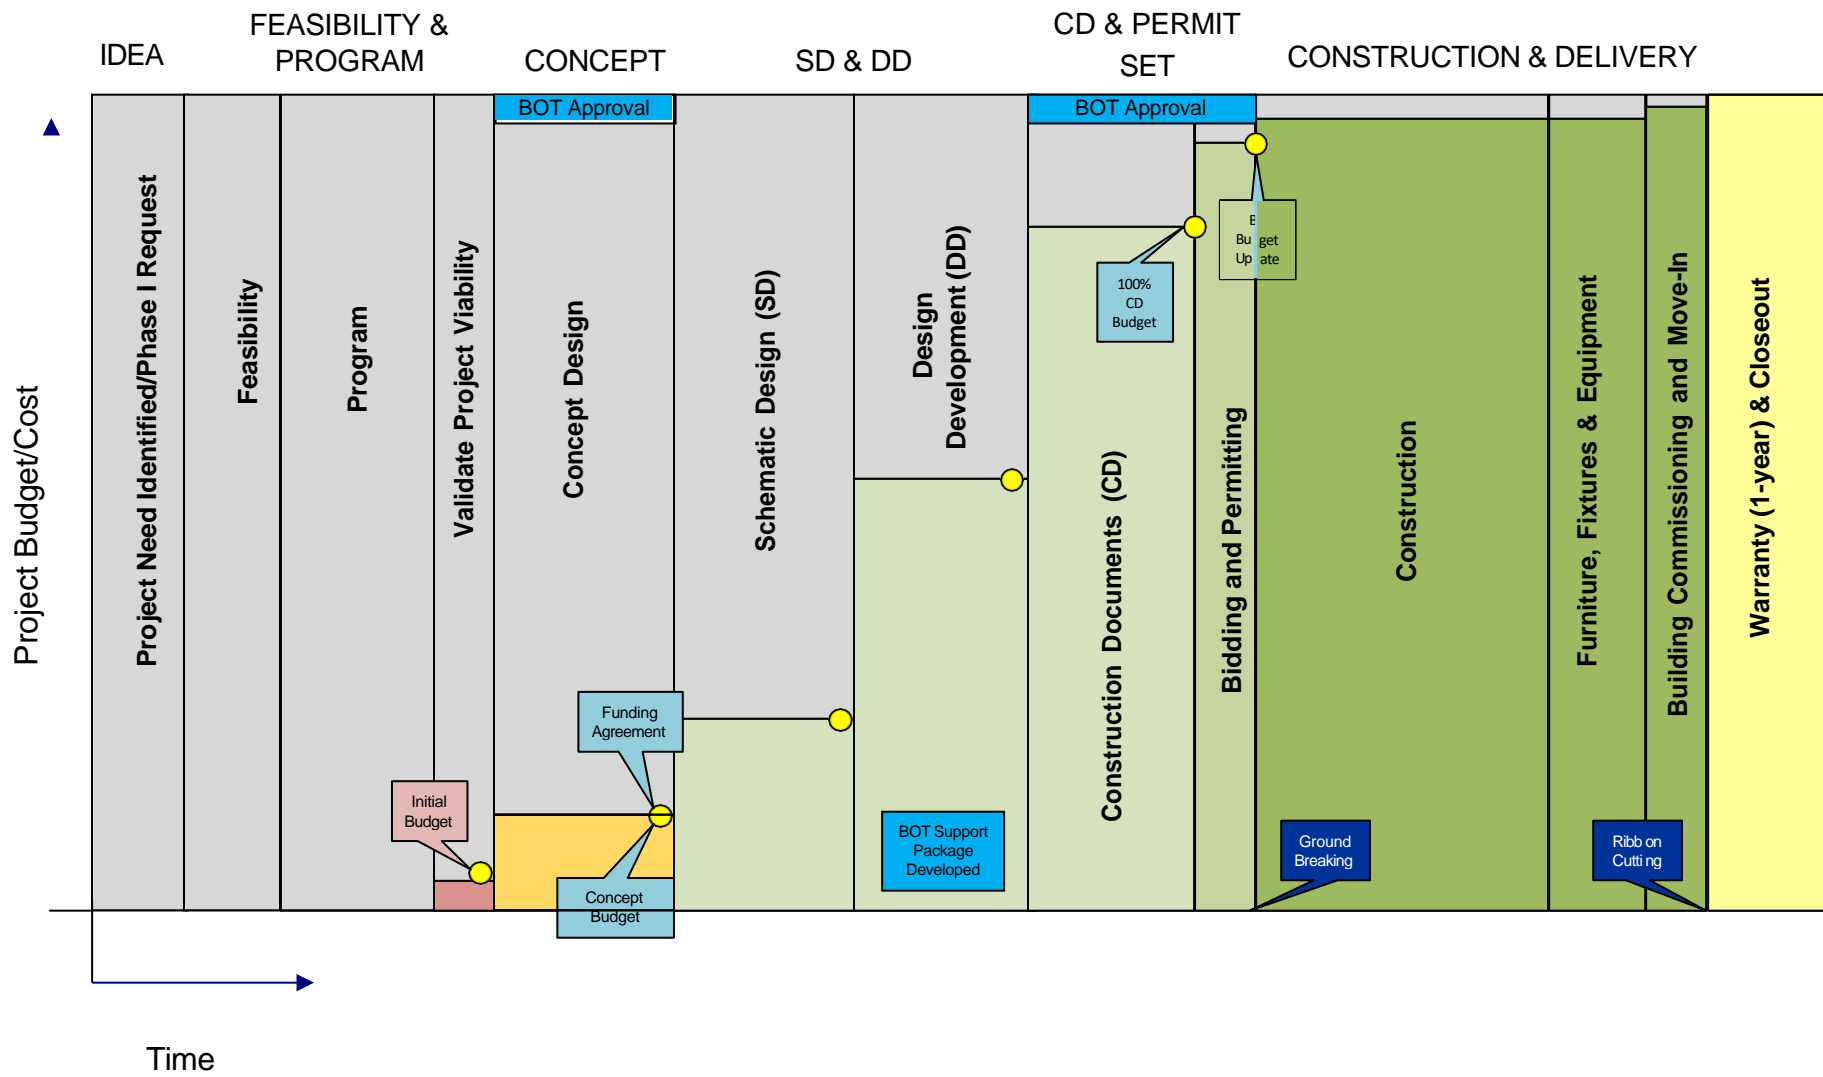 IDEA
FEASIBILITY &
PROGRAM
CONCEPT
SD & DD
CD & PERMIT
SET
CONSTRUCTION & DELIVERY
BOT Approval
BOT Approval
Project Budget/Cost
Project Need Identified/Phase I Request
Feasibility
Program
Validate Project Viability
Concept Design
Schematic Design (SD)
Design
Development (DD)
Construction Documents (CD)
Bidding and Permitting
Construction
Furniture, Fixtures & Equipment
Building Commissioning and Move-In
Warranty (1-year) & Closeout
Initial
Budget
Funding
Agreement
Concept
Budget
BOT Support
Package
Developed
100%
CD
Budget
Budget
Update
Ground
Breaking
Ribb on
Cutti ng
Time